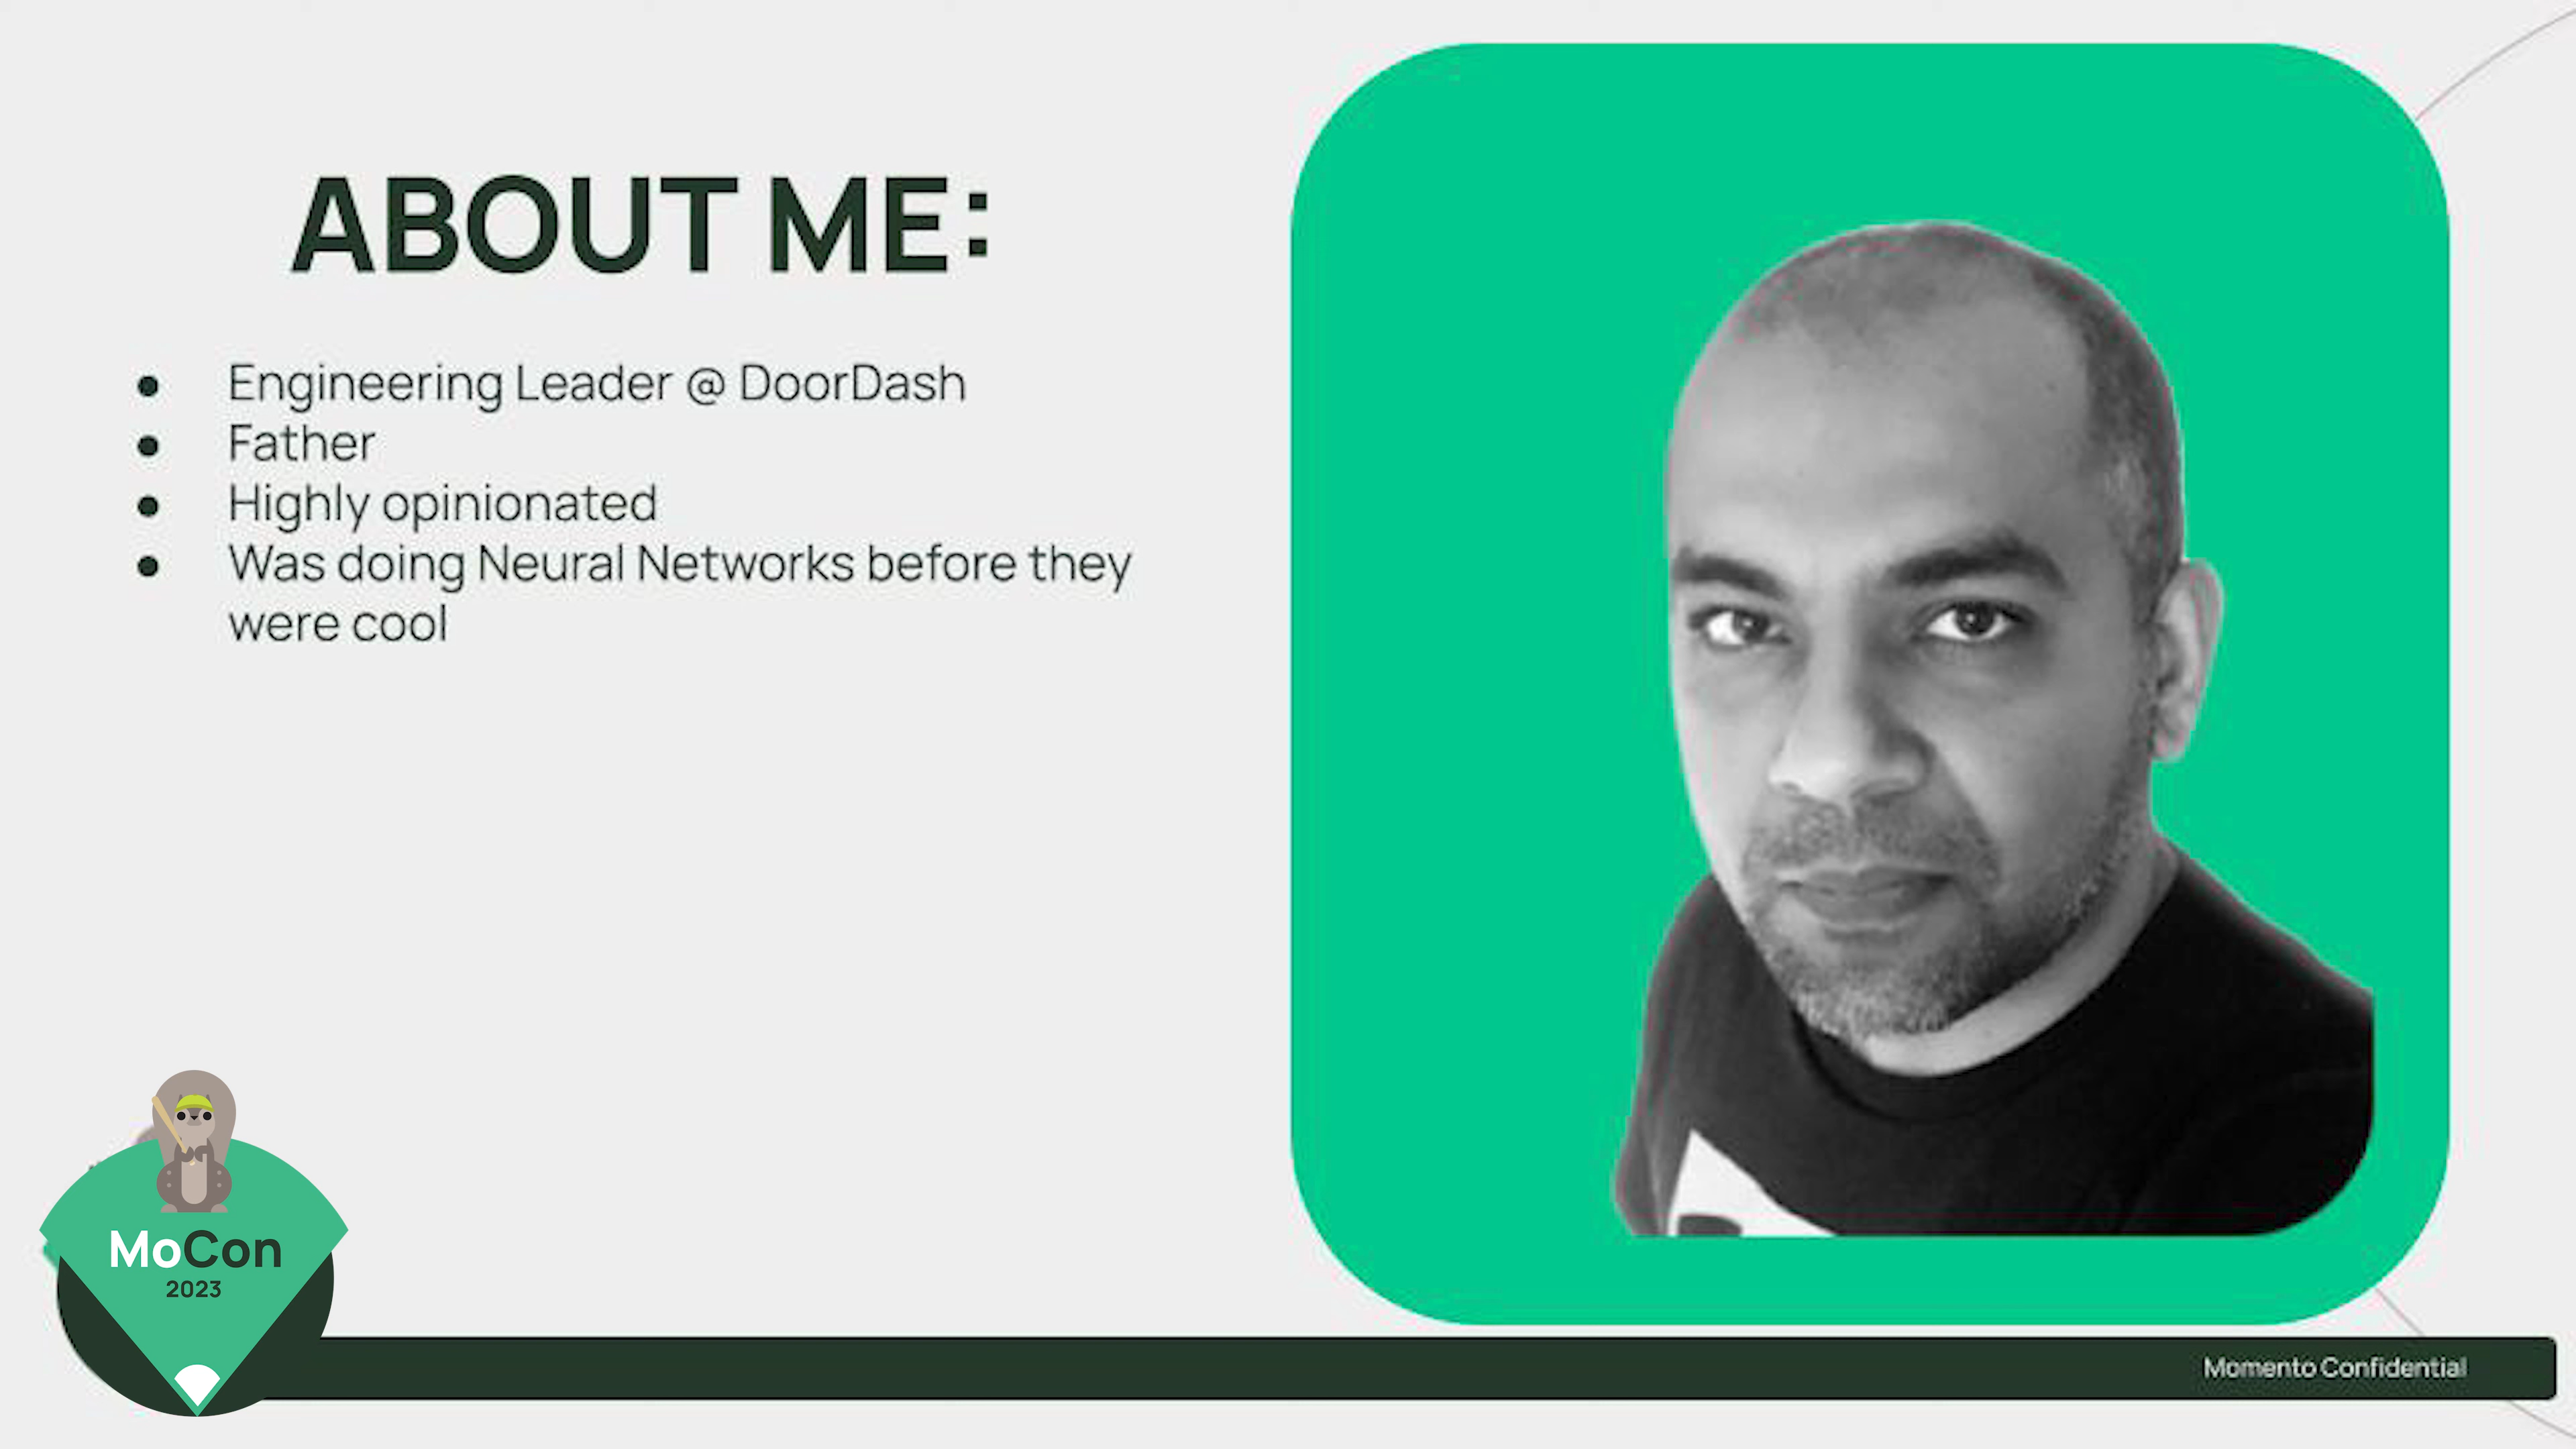 ABOUT ME:
Engineering Leader @ DoorDash
Father
Highly opinionated
Was doing Neural Networks before they
were cool
MoCon
2023
Momento Confidential